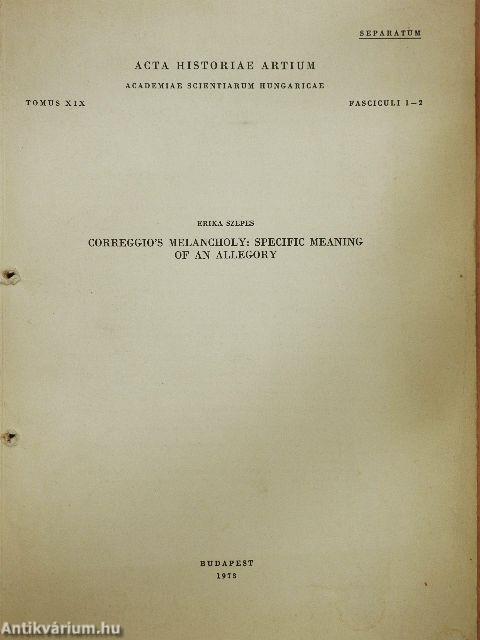 SEPARATUM
ACTA HISTORIAE ARTIUM
ACADEMIAE SCIENTIARUM HUNGARICAE
TOMUS XIX FASCICULI 1–2
ERIKA SZEPES
CORREGGIO'S MELANCHOLY: SPECIFIC MEANING
OF AN ALLEGORY
BUDAPEST
1973
Antikvárium.hu